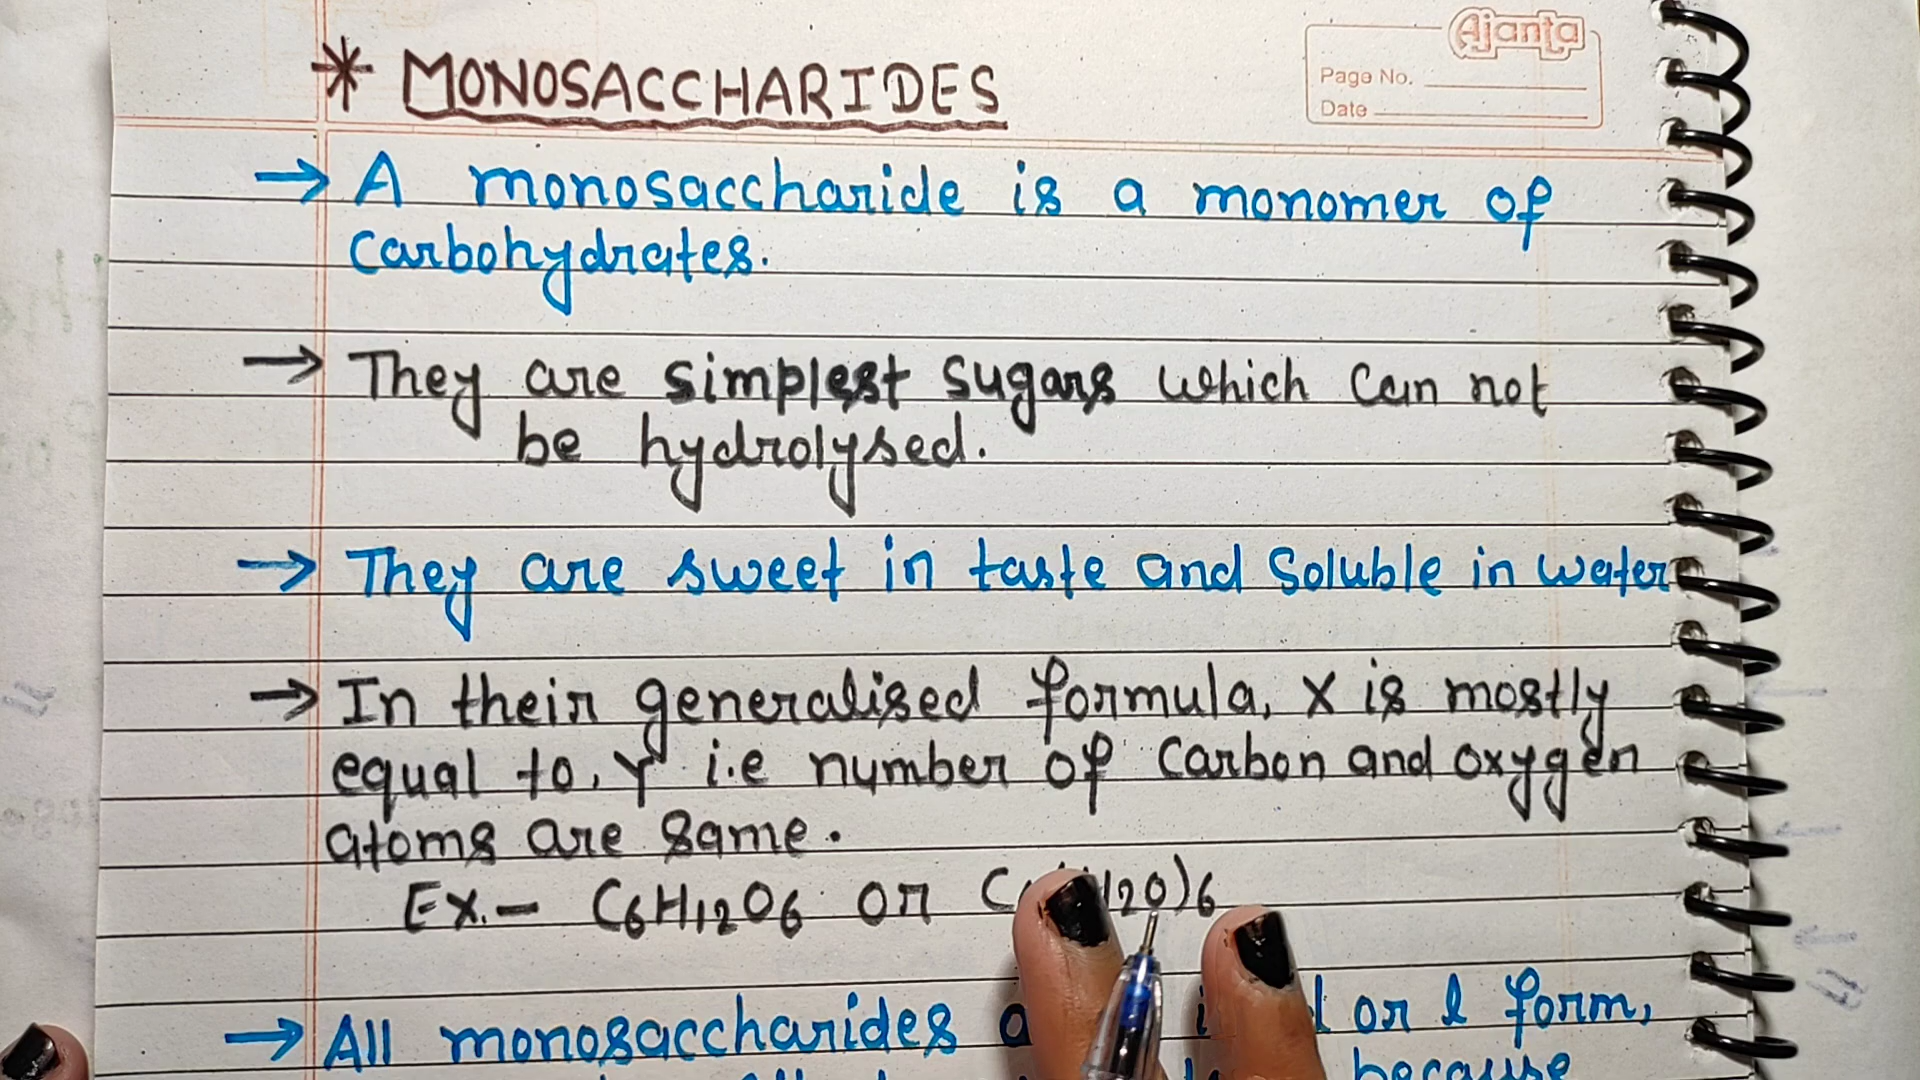 Ajanta
Page No.
Date
* MONOSACCHARIDES
→ A monosaccharide is a monomer of
Carbohydrates.
→ They are simplest sugars which can not
be hydrolysed.
→ They are sweet in taste and Soluble in water
→ In their generalised formula, X is mostly
equal to, Y i.e number of Carbon and oxygen
atoms are same.
Ex.- C6H12O6 or
→ All monosaccharides or l form,
because